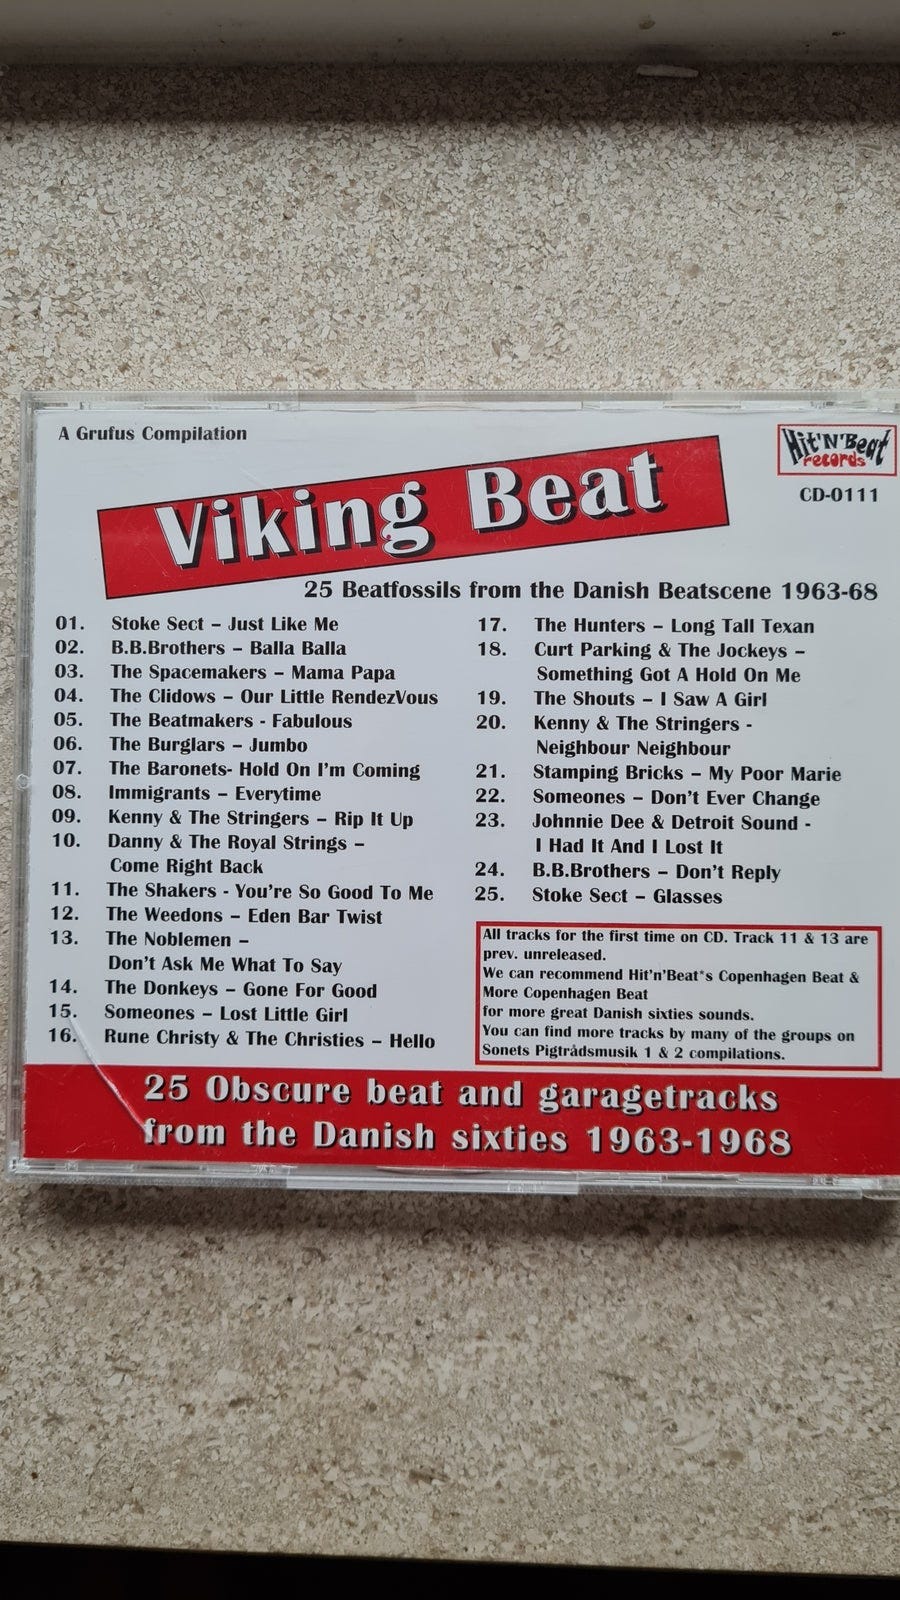 A Grufus Compilation
Hit'N'Beat
records
CD-0111
Viking Beat
25 Beatfossils from the Danish Beatscene 1963-68
01. Stoke Sect – Just Like Me
02. B.B.Brothers – Balla Balla
03. The Spacemakers – Mama Papa
04. The Clidows – Our Little RendezVous
05. The Beatmakers - Fabulous
06. The Burglars – Jumbo
07. The Baronets- Hold On I'm Coming
08. Immigrants – Everytime
09. Kenny & The Stringers – Rip It Up
10. Danny & The Royal Strings –
Come Right Back
11. The Shakers - You're So Good To Me
12. The Weedons – Eden Bar Twist
13. The Noblemen –
Don't Ask Me What To Say
14. The Donkeys – Gone For Good
15. Someones – Lost Little Girl
16. Rune Christy & The Christies – Hello
17. The Hunters – Long Tall Texan
18. Curt Parking & The Jockeys –
Something Got A Hold On Me
19. The Shouts – I Saw A Girl
20. Kenny & The Stringers -
Neighbour Neighbour
21. Stamping Bricks – My Poor Marie
22. Someones – Don't Ever Change
23. Johnnie Dee & Detroit Sound -
I Had It And I Lost It
24. B.B.Brothers – Don't Reply
25. Stoke Sect – Glasses
All tracks for the first time on CD. Track 11 & 13 are
prev. unreleased.
We can recommend Hit'n'Beat*s Copenhagen Beat &
More Copenhagen Beat
for more great Danish sixties sounds.
You can find more tracks by many of the groups on
Sonets Pigtrådsmusik 1 & 2 compilations.
25 Obscure beat and garagetracks
from the Danish sixties 1963-1968